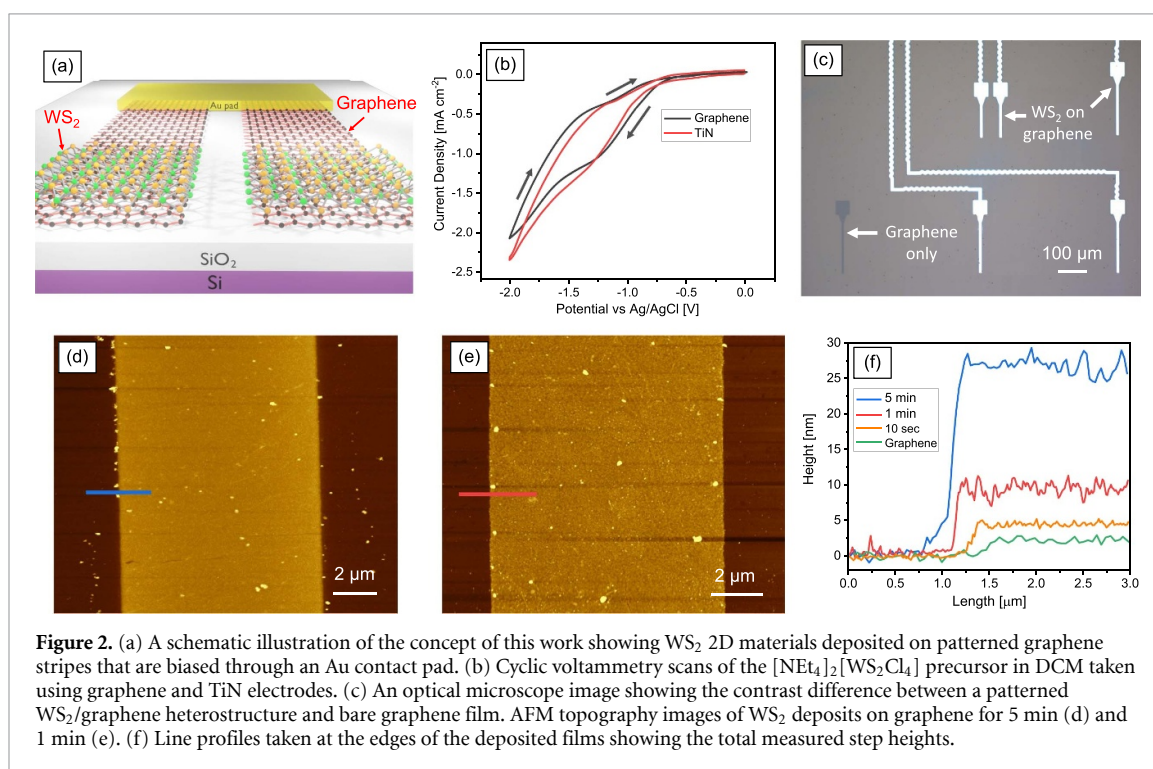 (a)
Au pad
Graphene
WS₂
SiO₂
Si
(b)
0.0
-0.5
-1.0
-1.5
-2.0
-2.5
Current Density [mA cm⁻²]
Graphene
TiN
-2.0 -1.5 -1.0 -0.5 0.0
Potential vs Ag/AgCl [V]
(c)
WS₂ on
graphene
Graphene
only
100 μm
(d)
2 μm
(e)
2 μm
(f)
30
25
20
15
10
5
0
Height [nm]
5 min
1 min
10 sec
Graphene
0.0 0.5 1.0 1.5 2.0 2.5 3.0
Length [μm]
Figure 2. (a) A schematic illustration of the concept of this work showing WS₂ 2D materials deposited on patterned graphene
stripes that are biased through an Au contact pad. (b) Cyclic voltammetry scans of the [NEt₄]₂[WS₂Cl₄] precursor in DCM taken
using graphene and TiN electrodes. (c) An optical microscope image showing the contrast difference between a patterned
WS₂/graphene heterostructure and bare graphene film. AFM topography images of WS₂ deposits on graphene for 5 min (d) and
1 min (e). (f) Line profiles taken at the edges of the deposited films showing the total measured step heights.